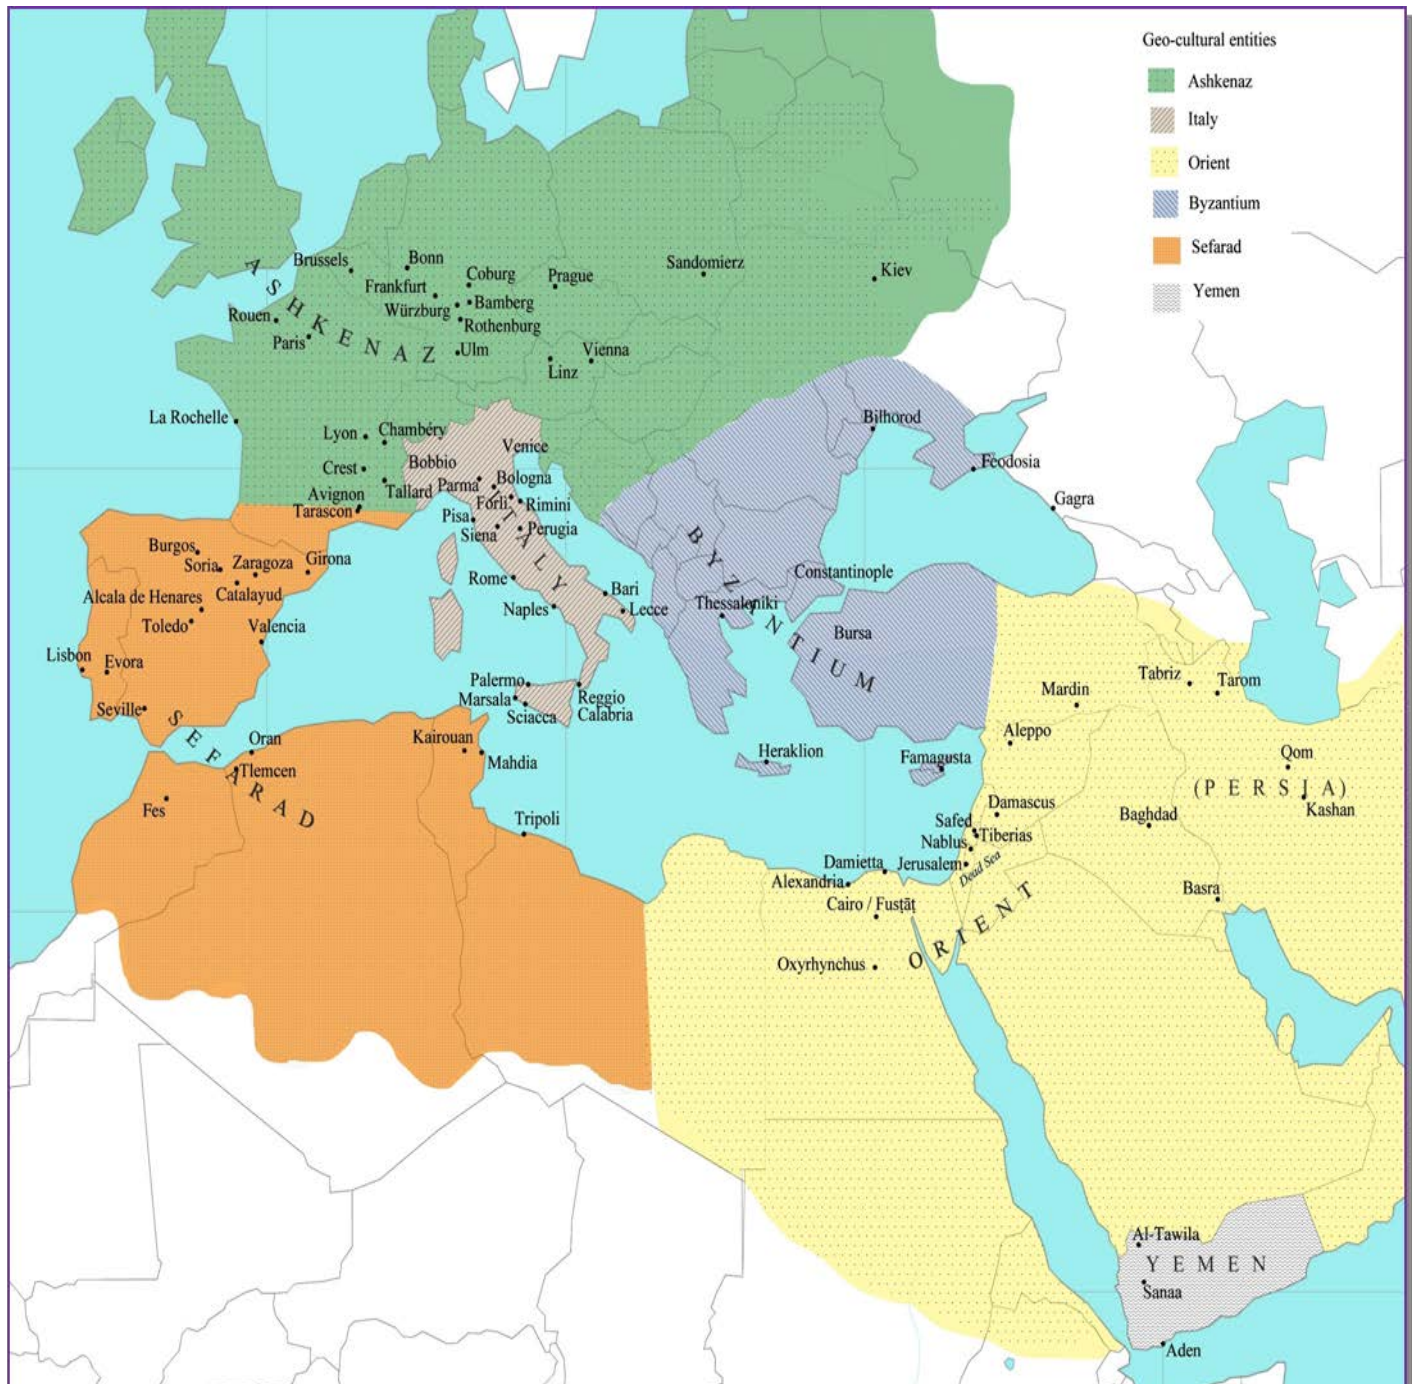 Geo-cultural entities
Ashkenaz
Italy
Orient
Byzantium
Sefarad
Yemen
ASHKENAZ
Brussels
Bonn
Coburg
Prague
Sandomierz
Kiev
Frankfurt
Würzburg
Bamberg
Rothenburg
Rouen
Paris
Ulm
Linz
Vienna
La Rochelle
Lyon
Chambéry
Crest
Tallard
Avignon
Tarascon
Venice
Bobbio
Parma
Bologna
Forli
Rimini
Pisa
Siena
Perugia
ITALY
Rome
Naples
Bari
Lecce
Palermo
Marsala
Sciacca
Reggio
Calabria
Bilhorod
Feodosia
Gagra
BYZANTIUM
Constantinople
Thessaloniki
Bursa
Heraklion
Famagusta
Burgos
Soria
Zaragoza
Girona
Catalayud
Alcala de Henares
Toledo
Valencia
Lisbon
Evora
Seville
SEFARAD
Oran
Tlemcen
Fes
Kairouan
Mahdia
Tripoli
Tabriz
Tarom
Mardin
Aleppo
Qom
(PERSIA)
Kashan
Damascus
Baghdad
Safed
Tiberias
Nablus
Jerusalem
Dead Sea
Damietta
Alexandria
Cairo / Fusṭāṭ
Basra
ORIENT
Oxyrhynchus
Al-Tawila
YEMEN
Sanaa
Aden